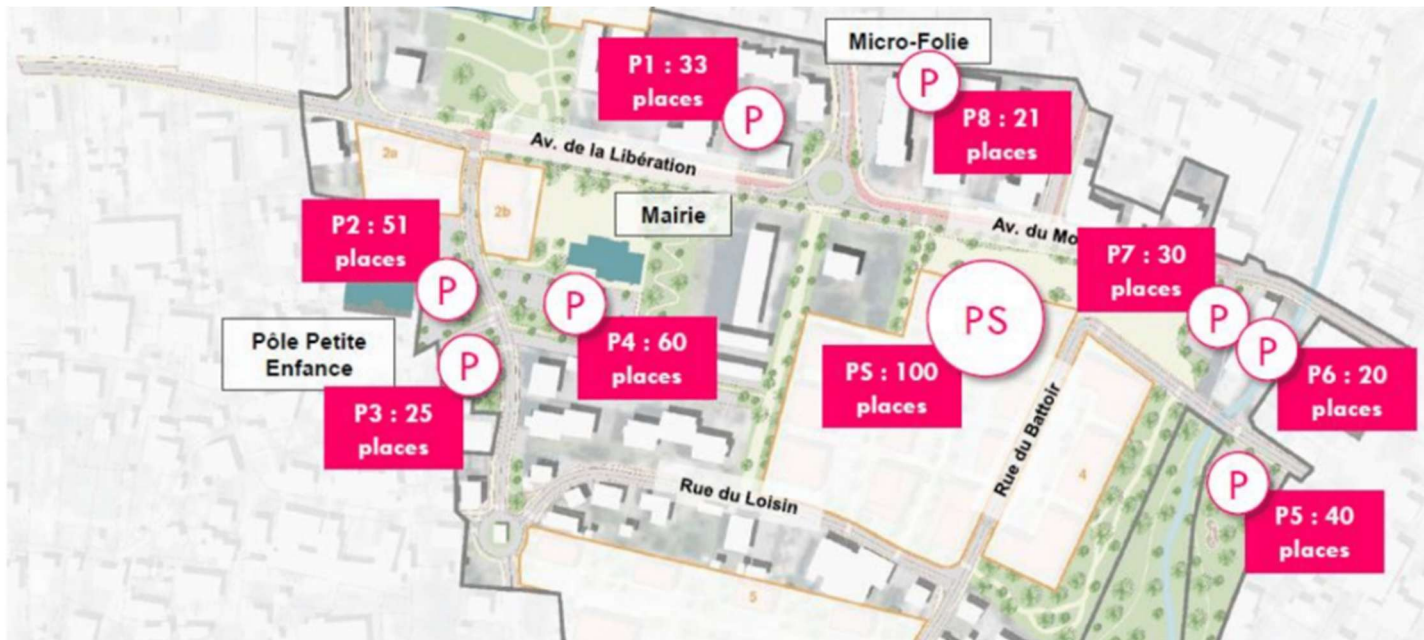 Micro-Folie
P1 : 33
places
P
P
P8 : 21
places
Av. de la Libération
2a
2b
Mairie
Av. du Mo
P2 : 51
places
P
P
P7 : 30
places
P
P
PS
Pôle Petite
Enfance
P
P4 : 60
places
PS : 100
places
P6 : 20
places
P3 : 25
places
Rue du Battoir
4
P
Rue du Loisin
P5 : 40
places
5